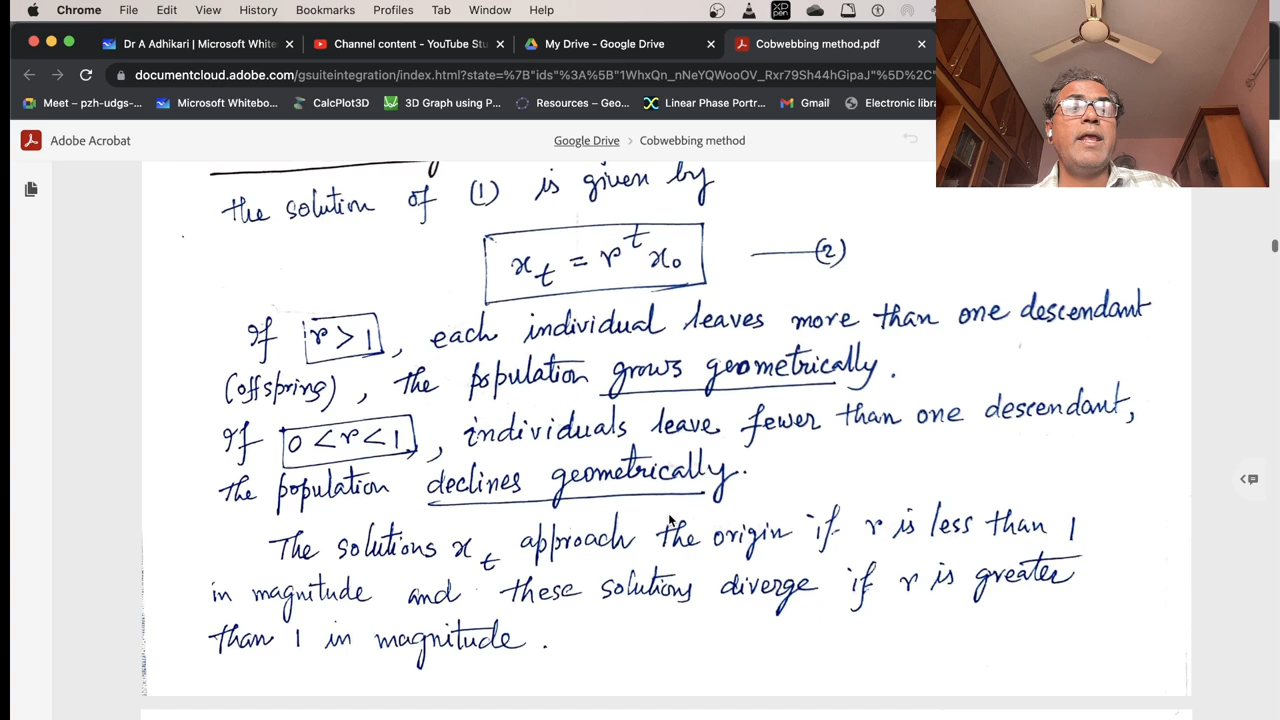 Chrome File Edit View History Bookmarks Profiles Tab Window Help
Dr A Adhikari | Microsoft White Channel content - YouTube Stu My Drive - Google Drive Cobwebbing method.pdf
documentcloud.adobe.com/gsuiteintegration/index.html?state=%7B"ids"%3A%5B"1WhxQn_nNeYQWooOV_Rxr79Sh44hGipaJ"%5D%2C"
Meet – pzh-udgs-... Microsoft Whitebo... CalcPlot3D 3D Graph using P... Resources – Geo... Linear Phase Portr... Gmail Electronic libra
Adobe Acrobat Google Drive > Cobwebbing method
the solution of (1) is given by
x_t = r^t x_0 —(2)
If r > 1, each individual leaves more than one descendant
(offspring), the population grows geometrically.
If 0 < r < 1, individuals leave fewer than one descendant,
the population declines geometrically.
The solutions x_t approach the origin if r is less than 1
in magnitude and these solutions diverge if r is greater
than 1 in magnitude.